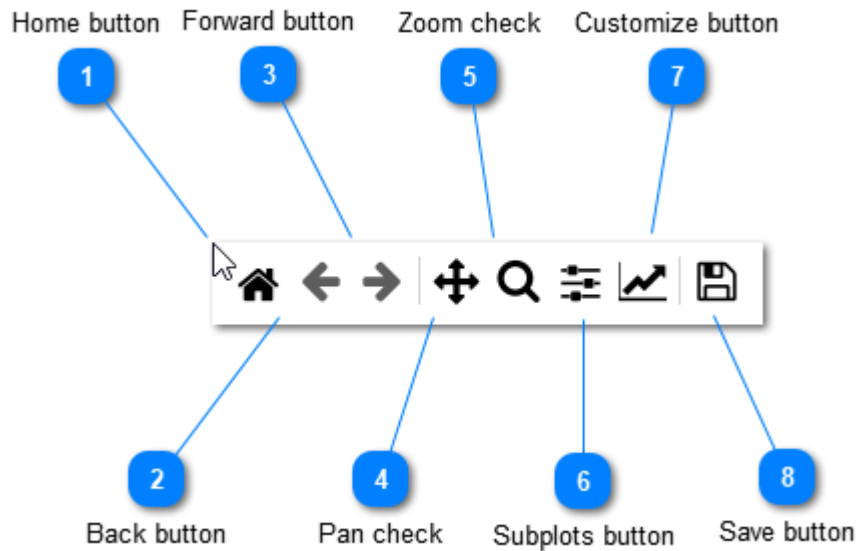 Home button
Forward button
Zoom check
Customize button
1
3
5
7
2
4
6
8
Back button
Pan check
Subplots button
Save button